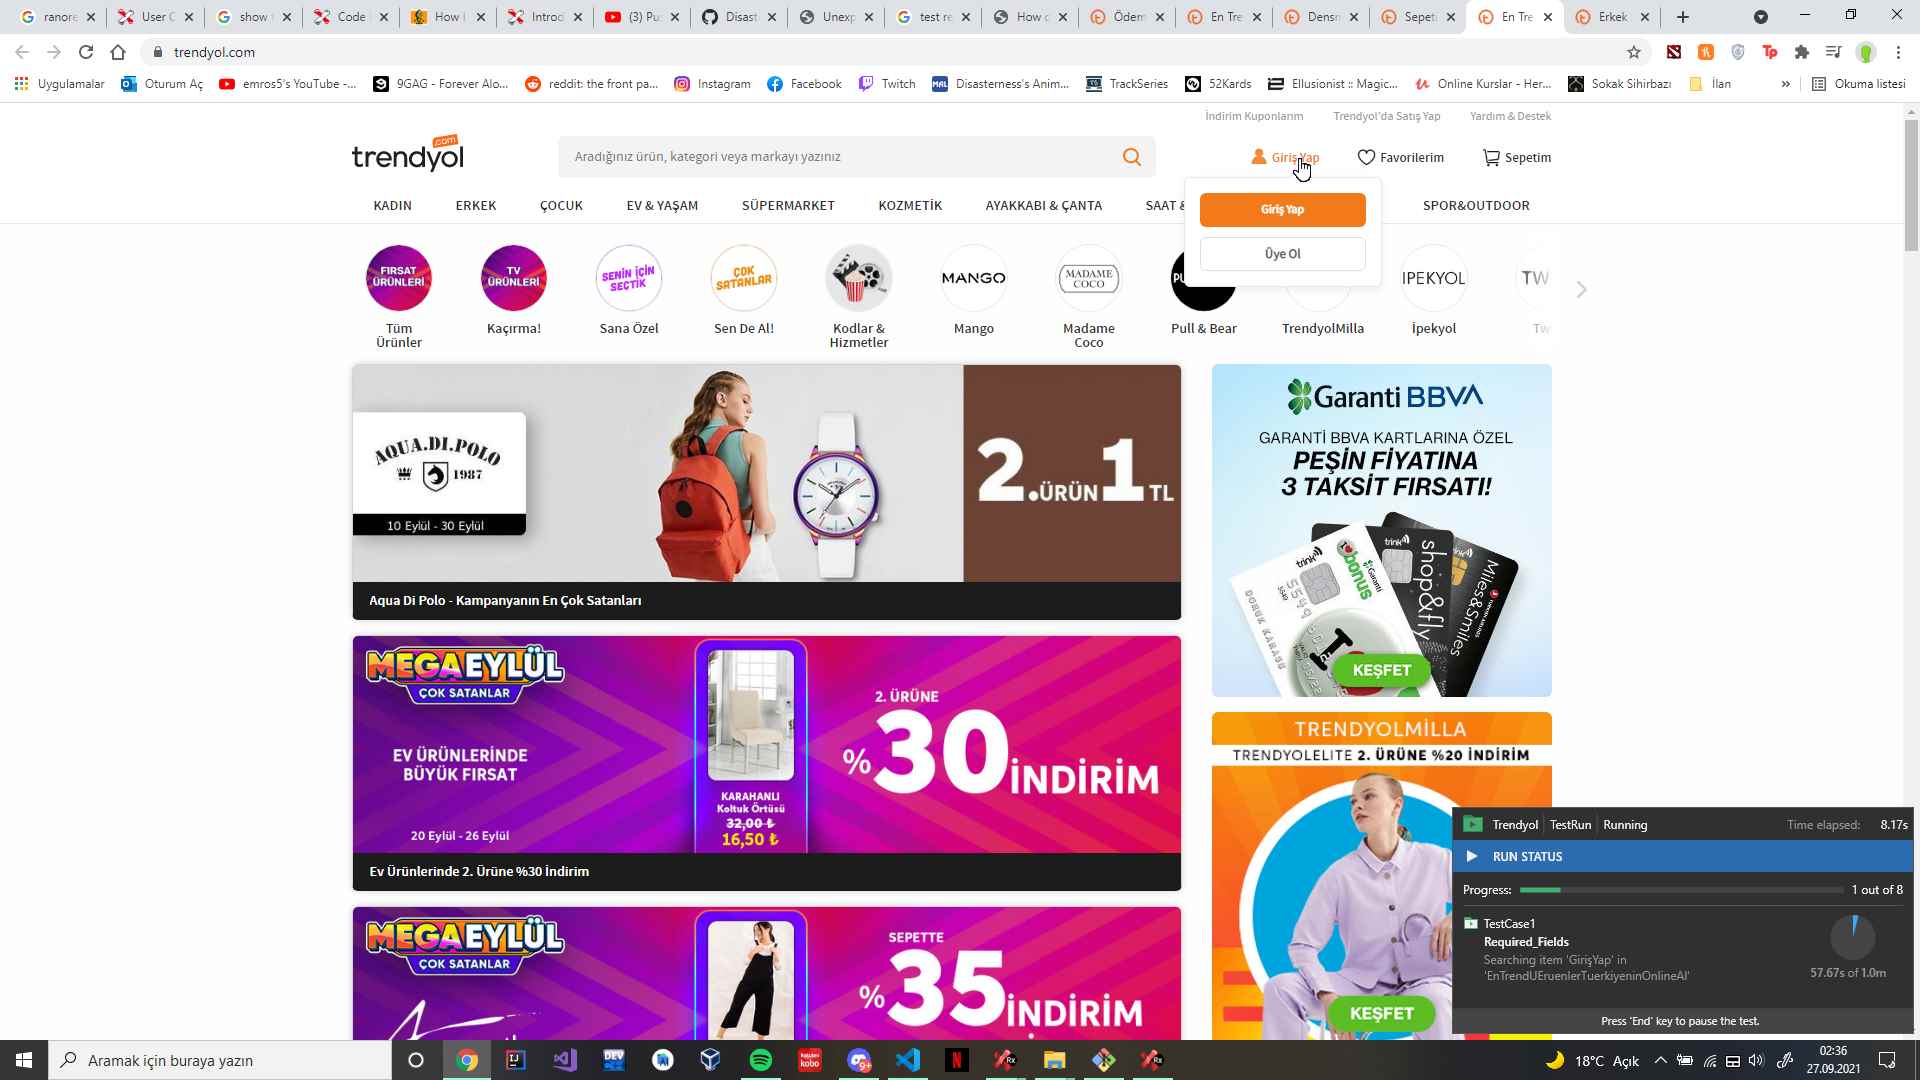 ranore
User C
show t
Code E
How I
Introd
(3) Pu
Disast
Unexp
test re
How c
Ödem
En Tre
Densm
Sepeti
En Tre
Erkek
trendyol.com
Uygulamalar
Oturum Aç
emros5's YouTube -...
9GAG - Forever Alo...
reddit: the front pa...
Instagram
Facebook
Twitch
Disasterness's Anim...
TrackSeries
52Kards
Ellusionist :: Magic...
Online Kurslar - Her...
Sokak Sihirbazı
İlan
»
Okuma listesi
İndirim Kuponlarım
Trendyol'da Satış Yap
Yardım & Destek
trendyol
.com
Aradığınız ürün, kategori veya markayı yazınız
Giriş Yap
Favorilerim
Sepetim
Giriş Yap
Üye Ol
KADIN
ERKEK
ÇOCUK
EV & YAŞAM
SÜPERMARKET
KOZMETİK
AYAKKABI & ÇANTA
SAAT &
SPOR&OUTDOOR
FIRSAT
ÜRÜNLERİ
TV
ÜRÜNLERİ
SENİN İÇİN
SEÇTİK
ÇOK
SATANLAR
MANGO
MADAME
COCO
PU
IPEKYOL
TW
Tüm
Ürünler
Kaçırma!
Sana Özel
Sen De Al!
Kodlar &
Hizmetler
Mango
Madame
Coco
Pull & Bear
TrendyolMilla
İpekyol
Tw
AQUA.DI.POLO
1987
10 Eylül - 30 Eylül
2.ÜRÜN 1 TL
Aqua Di Polo - Kampanyanın En Çok Satanları
Garanti BBVA
GARANTİ BBVA KARTLARINA ÖZEL
PEŞİN FİYATINA
3 TAKSİT FIRSATI!
trink
bonus
Garanti
5549
DORUK KARASU
trink
shop&fly
Miles&Smiles
KEŞFET
MEGA EYLÜL
ÇOK SATANLAR
EV ÜRÜNLERİNDE
BÜYÜK FIRSAT
20 Eylül - 26 Eylül
KARAHANLI
Koltuk Örtüsü
32,00 ₺
16,50 ₺
2. ÜRÜNE
%30 İNDİRİM
Ev Ürünlerinde 2. Ürüne %30 İndirim
TRENDYOLMILLA
TRENDYOLELITE 2. ÜRÜNE %20 İNDİRİM
KEŞFET
MEGA EYLÜL
ÇOK SATANLAR
SEPETTE
%35 İNDİRİM
Trendyol
TestRun
Running
Time elapsed:
8.17s
RUN STATUS
Progress:
1 out of 8
TestCase1
Required_Fields
Searching item 'GirişYap' in
'EnTrendUEruenlerTuerkiyeninOnlineAl'
57.67s of 1.0m
Press 'End' key to pause the test.
Aramak için buraya yazın
18°C Açık
02:36
27.09.2021